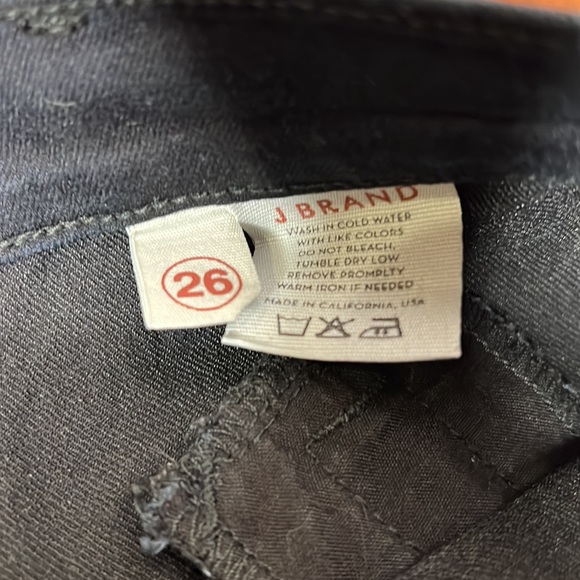 J BRAND
WASH IN COLD WATER
WITH LIKE COLORS
DO NOT BLEACH,
TUMBLE DRY LOW
REMOVE PROMPTLY
WARM IRON IF NEEDED
MADE IN CALIFORNIA, USA
26